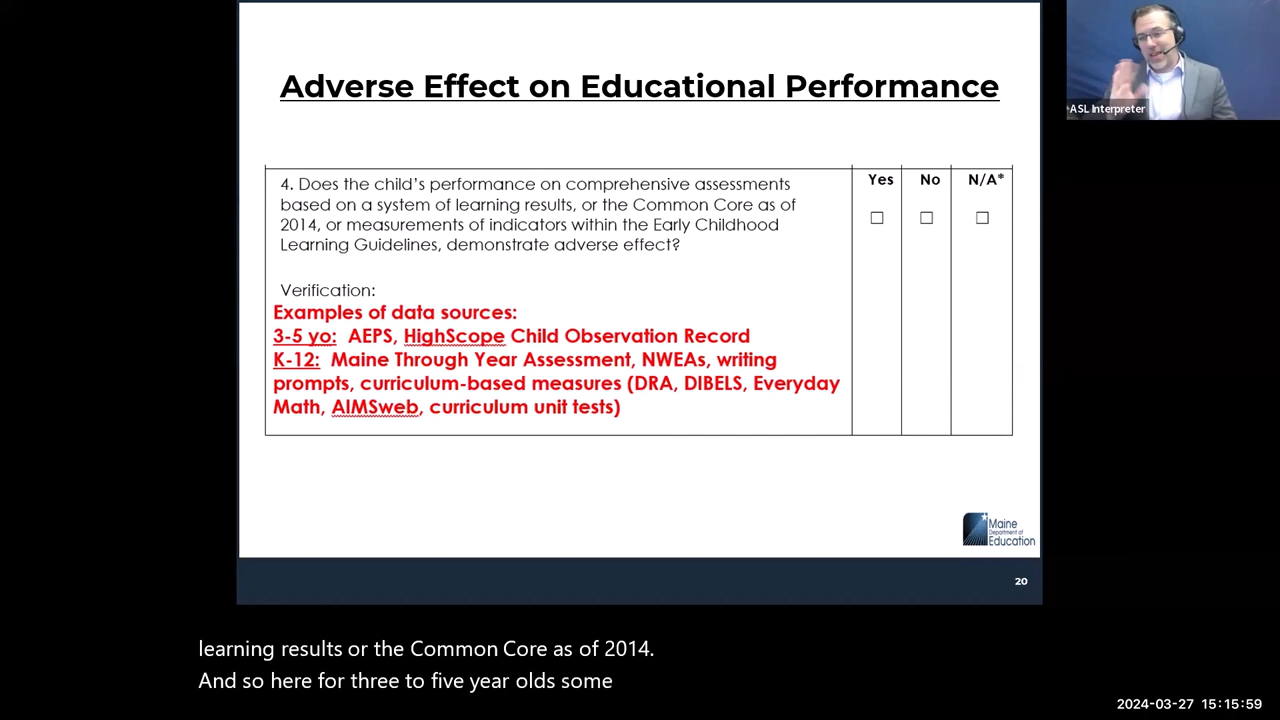 Adverse Effect on Educational Performance
ASL Interpreter
4. Does the child's performance on comprehensive assessments
based on a system of learning results, or the Common Core as of
2014, or measurements of indicators within the Early Childhood
Learning Guidelines, demonstrate adverse effect?
Yes No N/A*
☐ ☐ ☐
Verification:
Examples of data sources:
3-5 yo: AEPS, HighScope Child Observation Record
K-12: Maine Through Year Assessment, NWEAs, writing
prompts, curriculum-based measures (DRA, DIBELS, Everyday
Math, AIMSweb, curriculum unit tests)
Maine
Department of
Education
20
learning results or the Common Core as of 2014.
And so here for three to five year olds some
2024-03-27 15:15:59